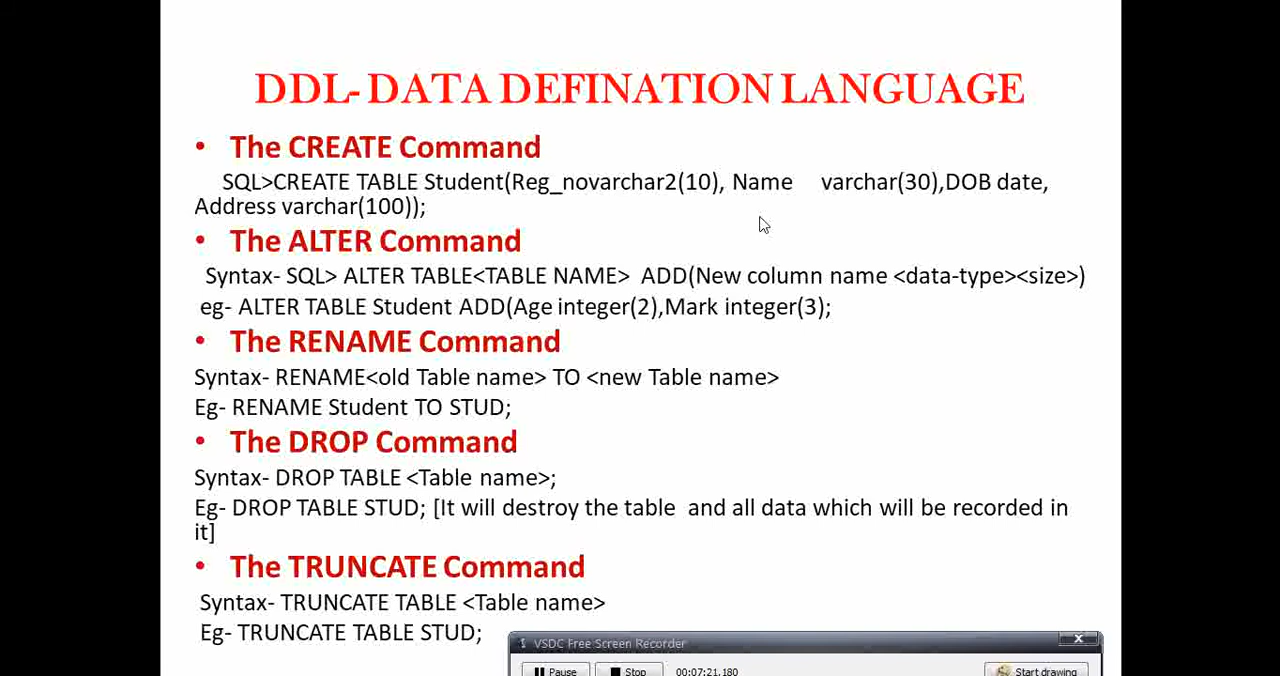 DDL- DATA DEFINATION LANGUAGE
• The CREATE Command
SQL>CREATE TABLE Student(Reg_novarchar2(10), Name varchar(30),DOB date,
Address varchar(100));
• The ALTER Command
Syntax- SQL> ALTER TABLE<TABLE NAME> ADD(New column name <data-type><size>)
eg- ALTER TABLE Student ADD(Age integer(2),Mark integer(3);
• The RENAME Command
Syntax- RENAME<old Table name> TO <new Table name>
Eg- RENAME Student TO STUD;
• The DROP Command
Syntax- DROP TABLE <Table name>;
Eg- DROP TABLE STUD; [It will destroy the table and all data which will be recorded in
it]
• The TRUNCATE Command
Syntax- TRUNCATE TABLE <Table name>
Eg- TRUNCATE TABLE STUD;
VSDC Free Screen Recorder
Pause Stop 00:07:21.180 Start drawing